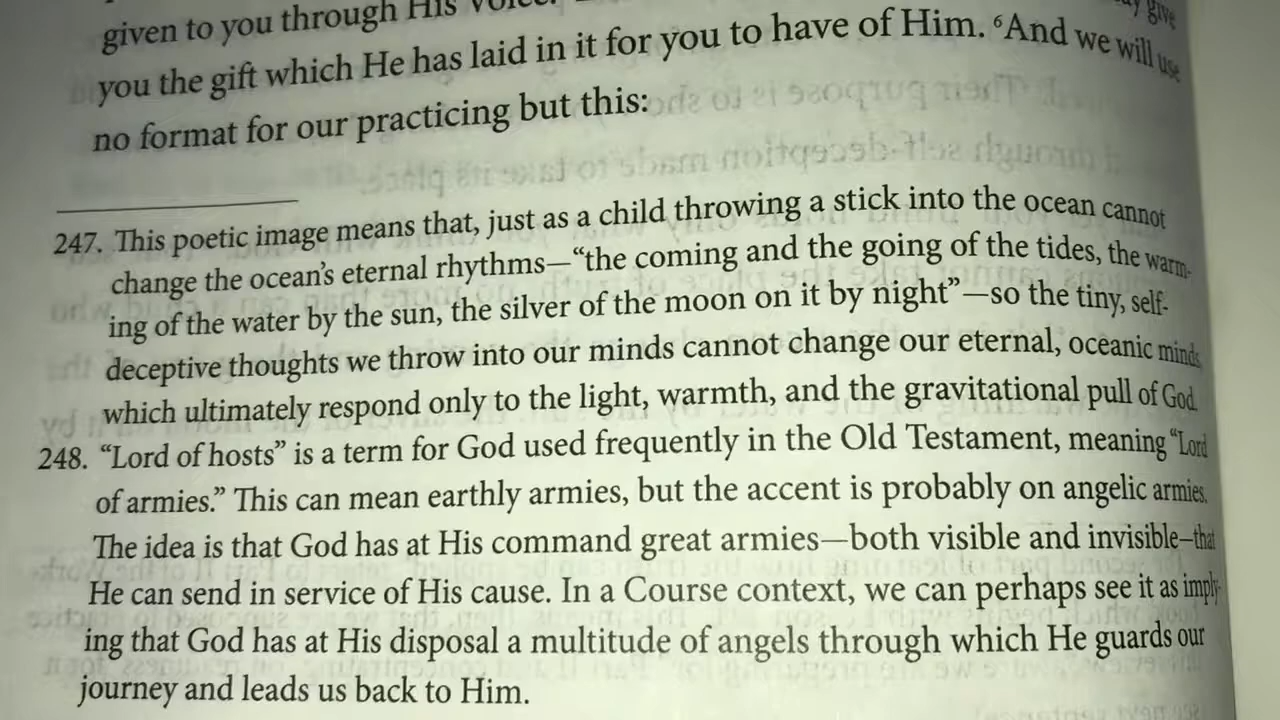 given to you through His Voice.
give
you the gift which He has laid in it for you to have of Him. ⁶And we will use
no format for our practicing but this:
247. This poetic image means that, just as a child throwing a stick into the ocean cannot
change the ocean's eternal rhythms—“the coming and the going of the tides, the warm-
ing of the water by the sun, the silver of the moon on it by night”—so the tiny, self-
deceptive thoughts we throw into our minds cannot change our eternal, oceanic minds,
which ultimately respond only to the light, warmth, and the gravitational pull of God.
248. “Lord of hosts” is a term for God used frequently in the Old Testament, meaning “Lord
of armies.” This can mean earthly armies, but the accent is probably on angelic armies.
The idea is that God has at His command great armies—both visible and invisible—that
He can send in service of His cause. In a Course context, we can perhaps see it as imply-
ing that God has at His disposal a multitude of angels through which He guards our
journey and leads us back to Him.